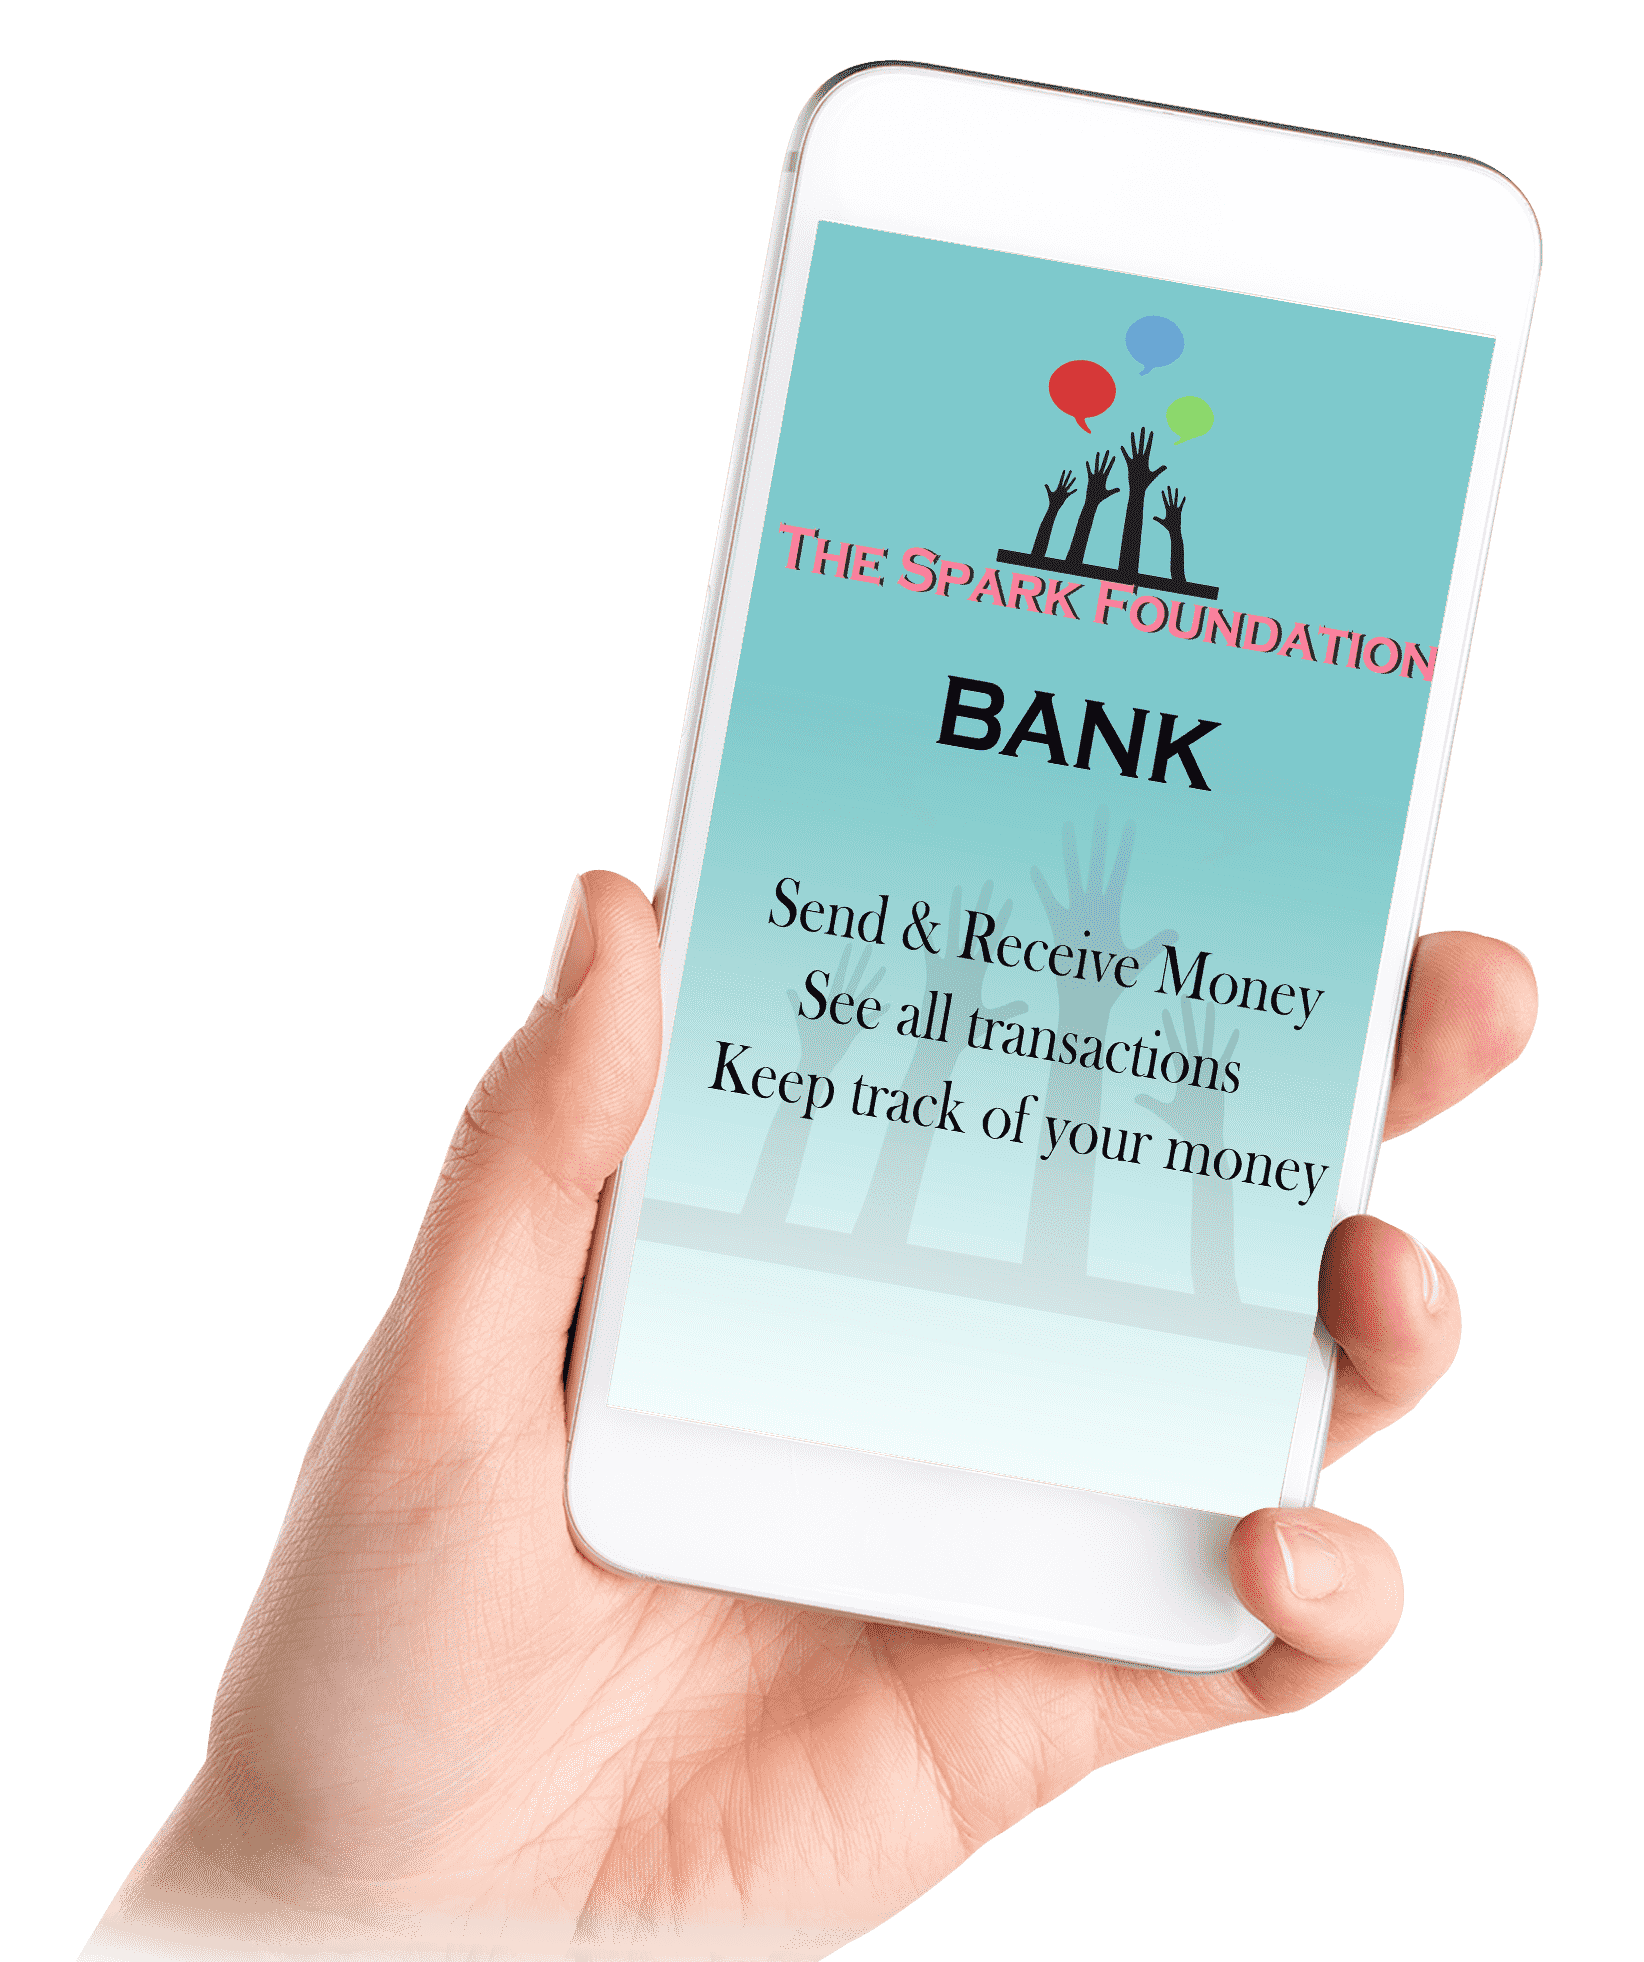 The Spark Foundation
BANK
Send & Receive Money
See all transactions
Keep track of your money